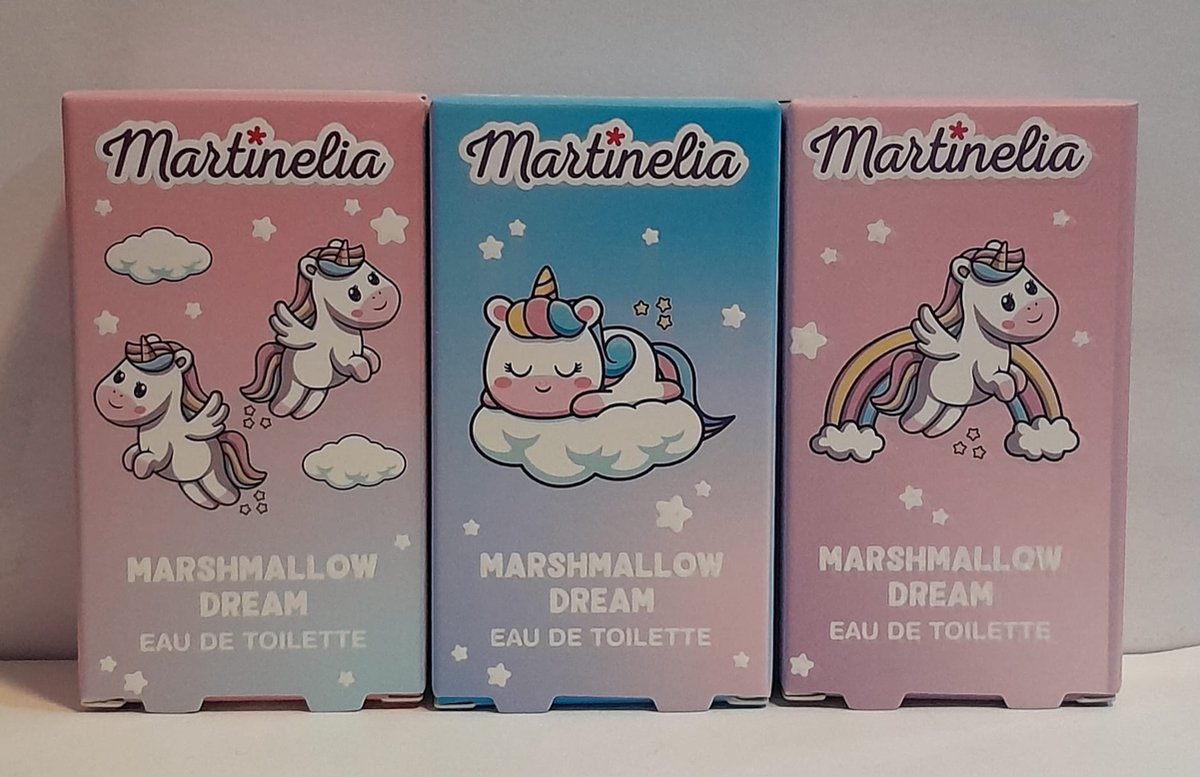 Martinelia
MARSHMALLOW
DREAM
EAU DE TOILETTE
Martinelia
MARSHMALLOW
DREAM
EAU DE TOILETTE
Martinelia
MARSHMALLOW
DREAM
EAU DE TOILETTE